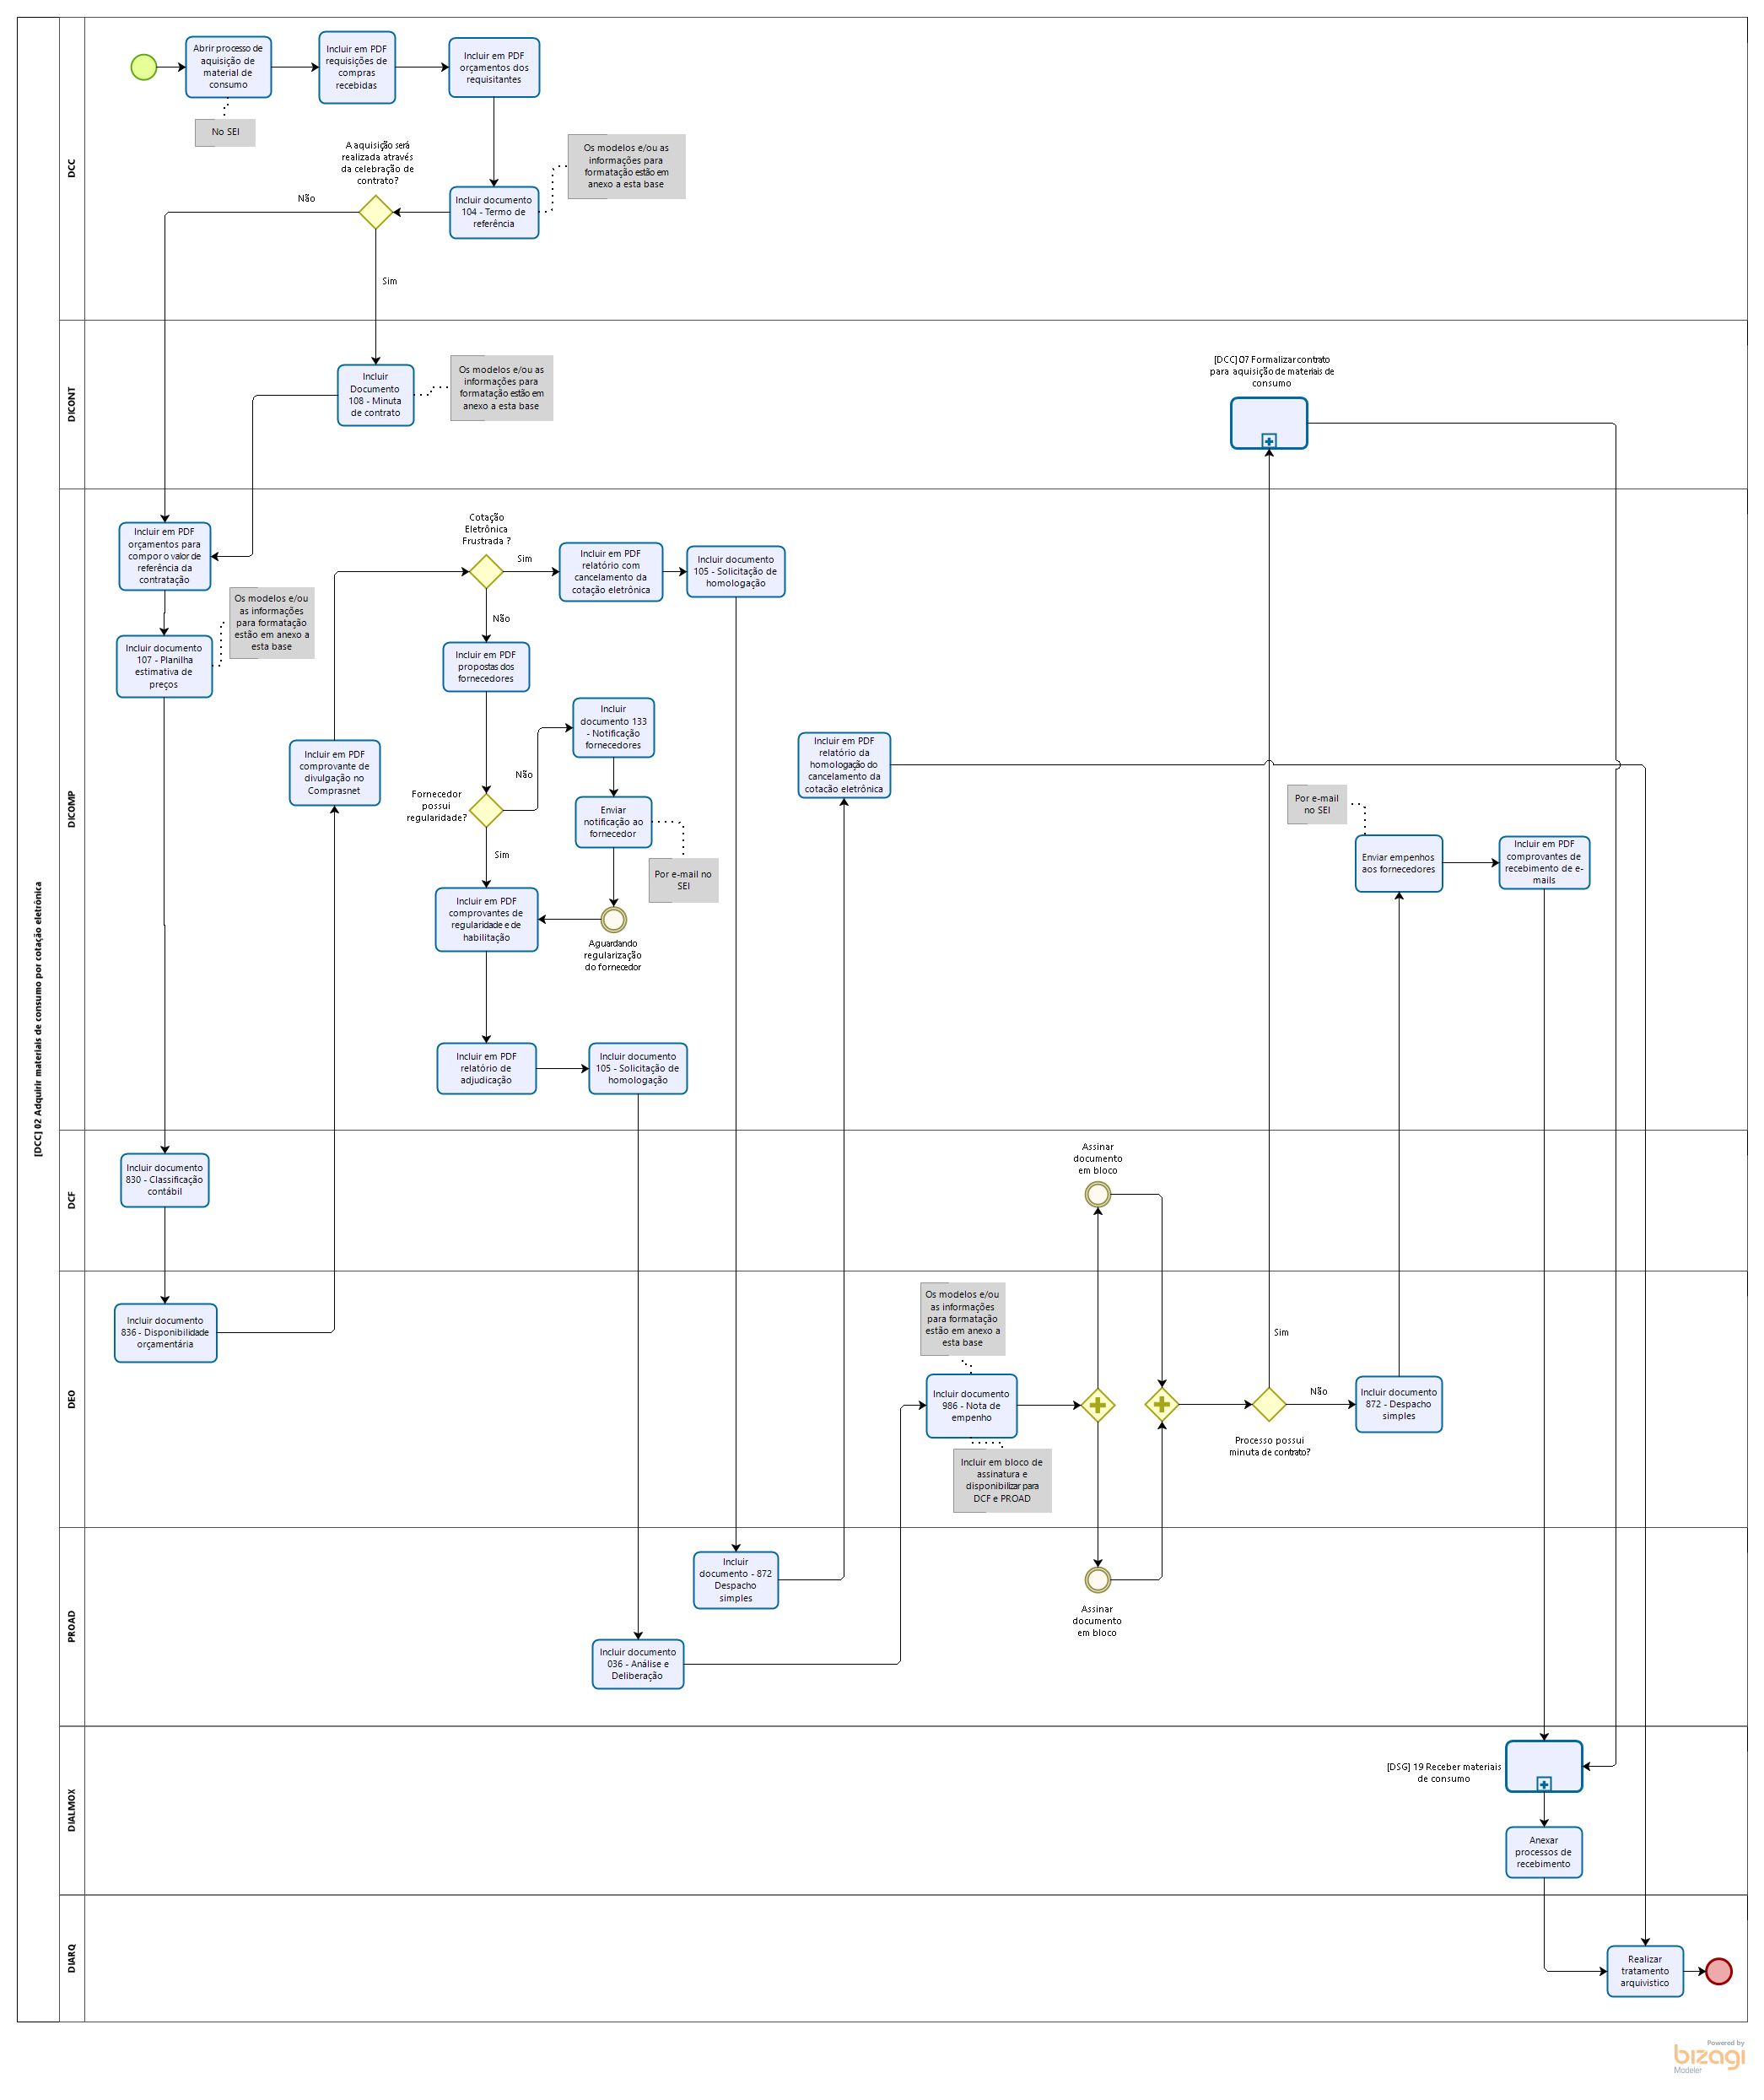 [DCC] 02 Adquirir materiais de consumo por cotação eletrônica
DCC
Abrir processo de
aquisição de
material de
consumo
No SEI
Incluir em PDF
requisições de
compras
recebidas
Incluir em PDF
orçamentos dos
requisitantes
Os modelos e/ou as
informações para
formatação estão em
anexo a esta base
Incluir documento
104 - Termo de
referência
A aquisição será
realizada através
da celebração de
contrato?
Não
Sim
DICONT
Incluir
Documento
108 - Minuta
de contrato
Os modelos e/ou as
informações para
formatação estão em
anexo a esta base
[DCC] 07 Formalizar contrato
para aquisição de materiais de
consumo
DICOMP
Incluir em PDF
orçamentos para
compor o valor de
referência da
contratação
Os modelos e/ou
as informações
para formatação
estão em anexo a
esta base
Incluir documento
107 - Planilha
estimativa de
preços
Incluir em PDF
comprovante de
divulgação no
Comprasnet
Cotação
Eletrônica
Frustrada ?
Sim
Não
Incluir em PDF
relatório com
cancelamento da
cotação eletrônica
Incluir documento
105 - Solicitação de
homologação
Incluir em PDF
propostas dos
fornecedores
Fornecedor
possui
regularidade?
Não
Sim
Incluir
documento 133
- Notificação
fornecedores
Enviar
notificação ao
fornecedor
Por e-mail no
SEI
Aguardando
regularização
do fornecedor
Incluir em PDF
comprovantes de
regularidade e de
habilitação
Incluir em PDF
relatório de
adjudicação
Incluir documento
105 - Solicitação de
homologação
Incluir em PDF
relatório da
homologação do
cancelamento da
cotacão eletrônica
Por e-mail
no SEI
Enviar empenhos
aos fornecedores
Incluir em PDF
comprovantes de
recebimento de e-
mails
DCF
Incluir documento
830 - Classificação
contábil
Assinar
documento
em bloco
DEO
Incluir documento
836 - Disponibilidade
orçamentária
Os modelos e/ou
as informações
para formatação
estão em anexo a
esta base
Incluir documento
986 - Nota de
empenho
Incluir em bloco de
assinatura e
disponibilizar para
DCF e PROAD
Processo possui
minuta de contrato?
Sim
Não
Incluir documento
872 - Despacho
simples
PROAD
Incluir
documento - 872
Despacho
simples
Incluir documento
036 - Análise e
Deliberação
Assinar
documento
em bloco
DIALMOX
[DSG] 19 Receber materiais
de consumo
Anexar
processos de
recebimento
DIARQ
Realizar
tratamento
arquivistico
Powered by
bizagi
Modeler